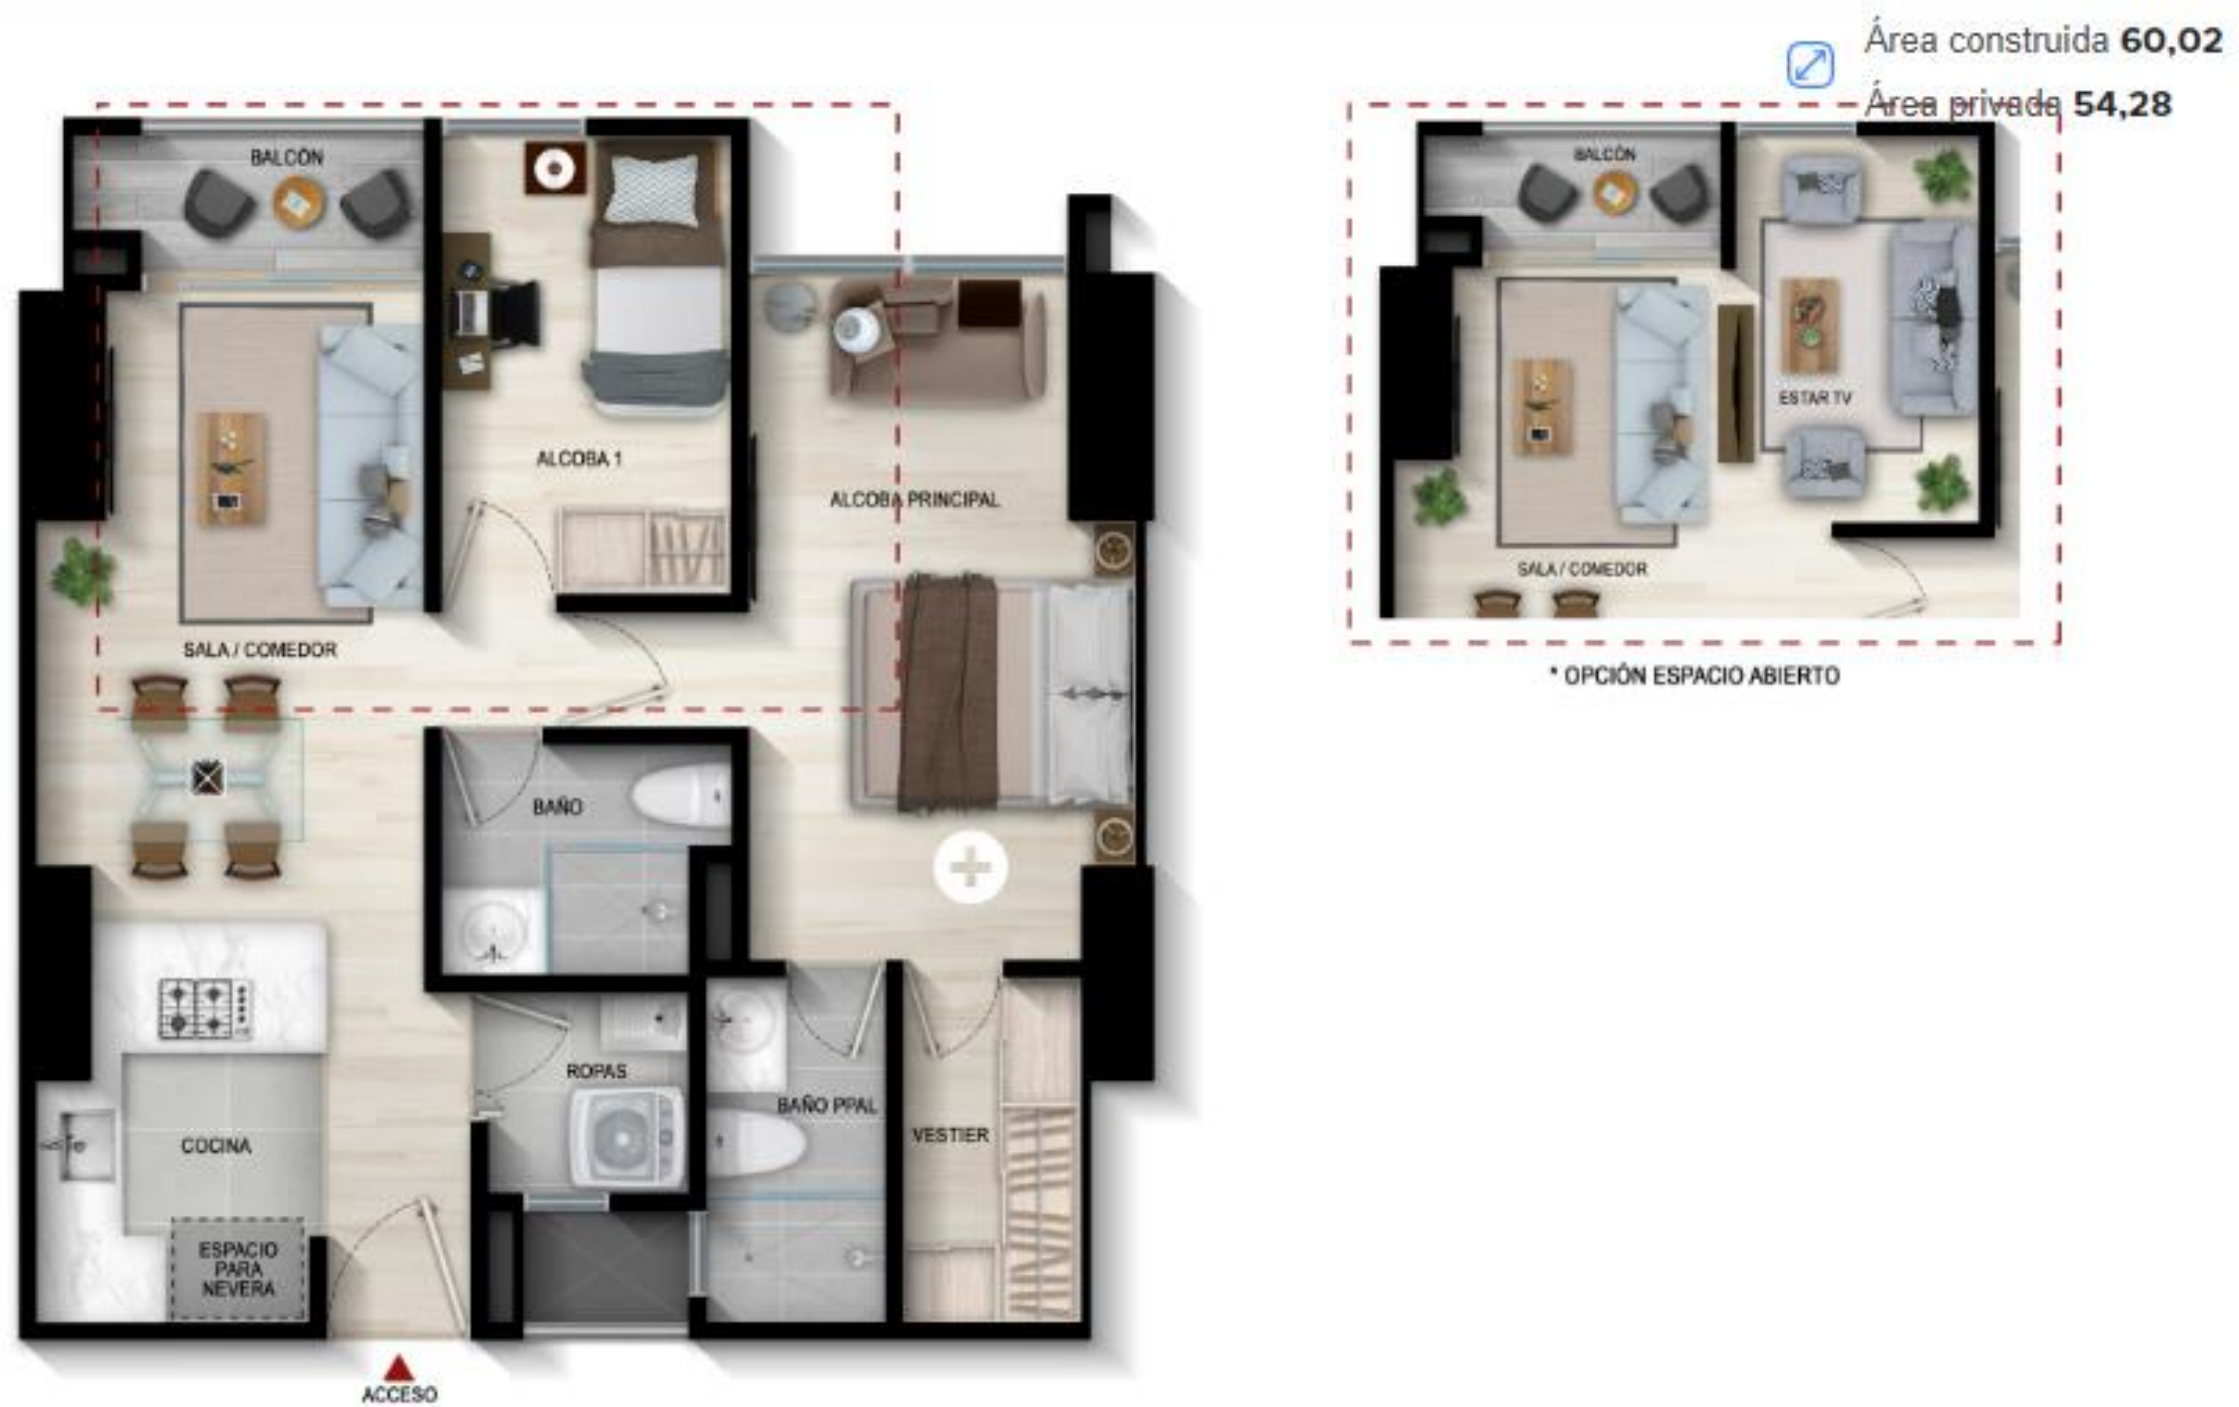 Área construida 60,02
Área privada 54,28
BALCÓN
ALCOBA 1
ALCOBA PRINCIPAL
SALA / COMEDOR
BAÑO
ROPAS
BAÑO PPAL
VESTIER
COCINA
ESPACIO
PARA
NEVERA
ACCESO
BALCÓN
ESTAR TV
SALA / COMEDOR
* OPCIÓN ESPACIO ABIERTO